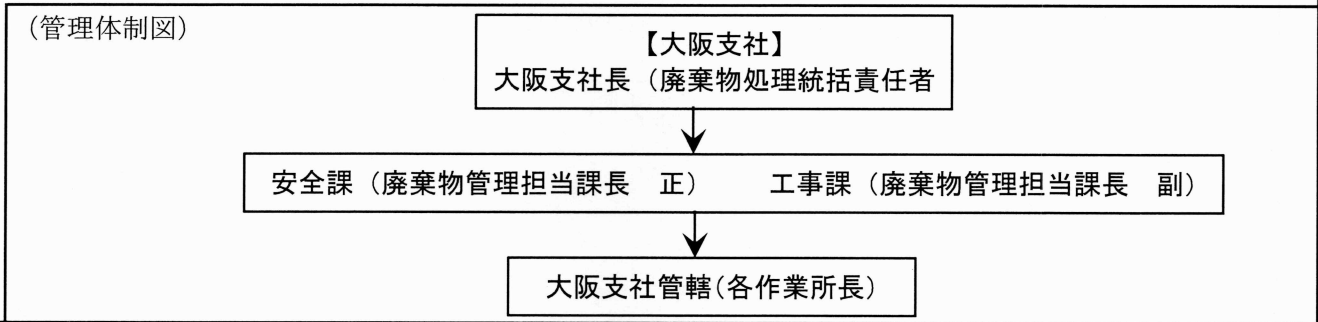 （管理体制図）
【大阪支社】
大阪支社長（廃棄物処理統括責任者
安全課（廃棄物管理担当課長　正）　　工事課（廃棄物管理担当課長　副）
大阪支社管轄（各作業所長）